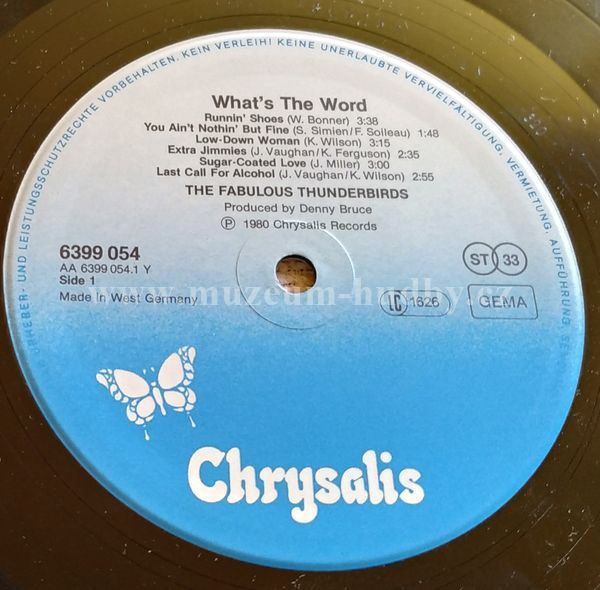 URHEBER- UND LEISTUNGSSCHUTZRECHTE VORBEHALTEN. KEIN VERLEIH! KEINE UNERLAUBTE VERVIELFÄLTIGUNG, VERMIETUNG, AUFFÜHRUNG,
What's The Word
Runnin' Shoes (W. Bonner) 3:38
You Ain't Nothin' But Fine (S. Simien/F. Soileau) 1:48
Low-Down Woman (K. Wilson) 3:15
Extra Jimmies (J. Vaughan/K. Ferguson) 2:35
Sugar-Coated Love (J. Miller) 3:00
Last Call For Alcohol (J. Vaughan/K. Wilson) 2:55
THE FABULOUS THUNDERBIRDS
Produced by Denny Bruce
℗ 1980 Chrysalis Records
6399 054
AA 6399 054.1 Y
Side 1
Made In West Germany
ST 33
LC 1626
GEMA
www.muzeum-hudby.cz
Chrysalis